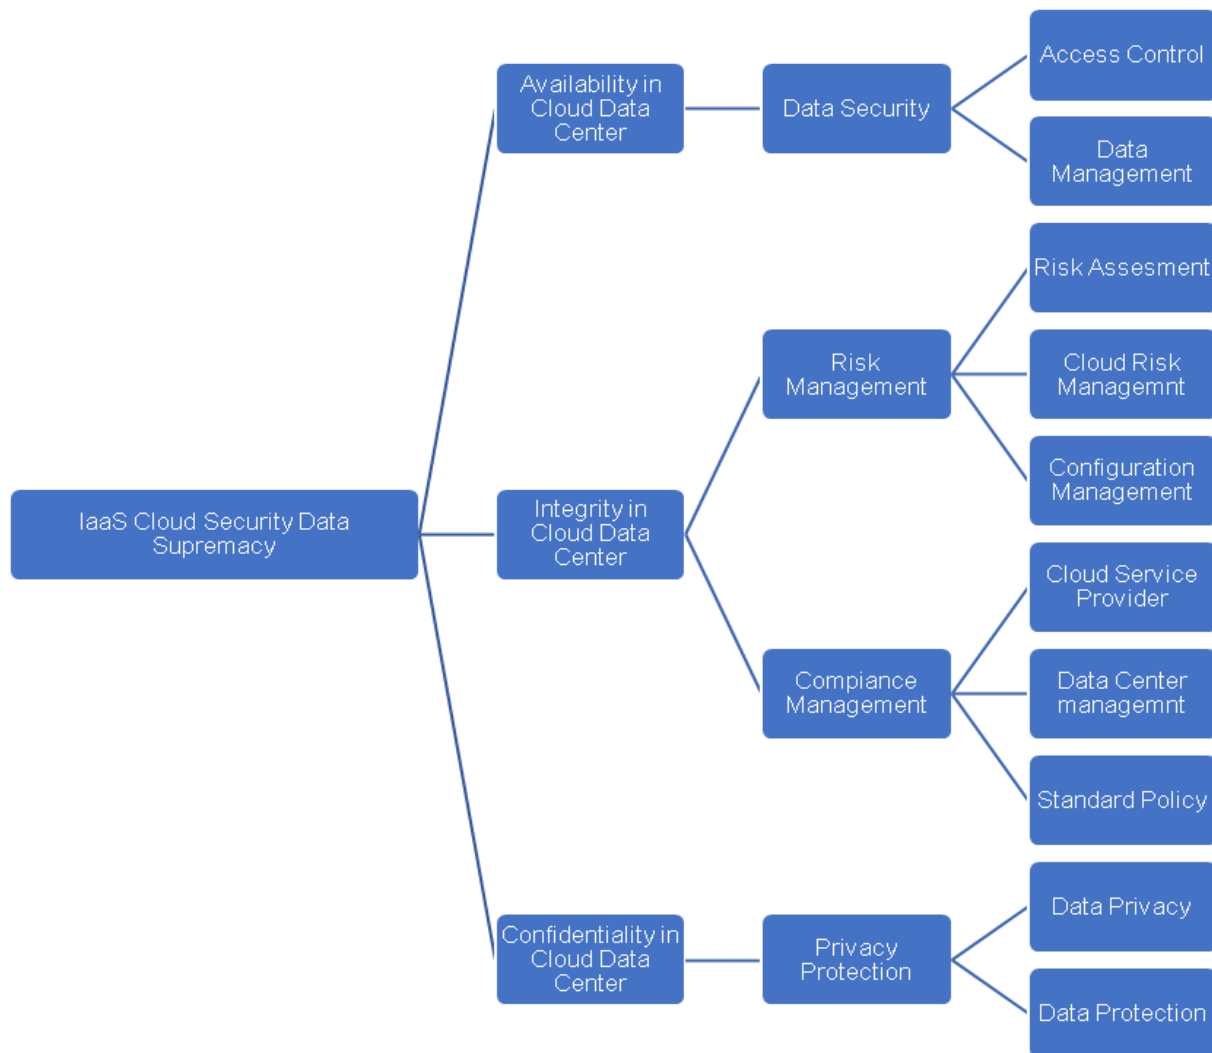 IaaS Cloud Security Data
Supremacy
Availability in
Cloud Data
Center
Data Security
Access Control
Data
Management
Integrity in
Cloud Data
Center
Risk
Management
Risk Assesment
Cloud Risk
Managemnt
Configuration
Management
Compiance
Management
Cloud Service
Provider
Data Center
managemnt
Standard Policy
Confidentiality in
Cloud Data
Center
Privacy
Protection
Data Privacy
Data Protection